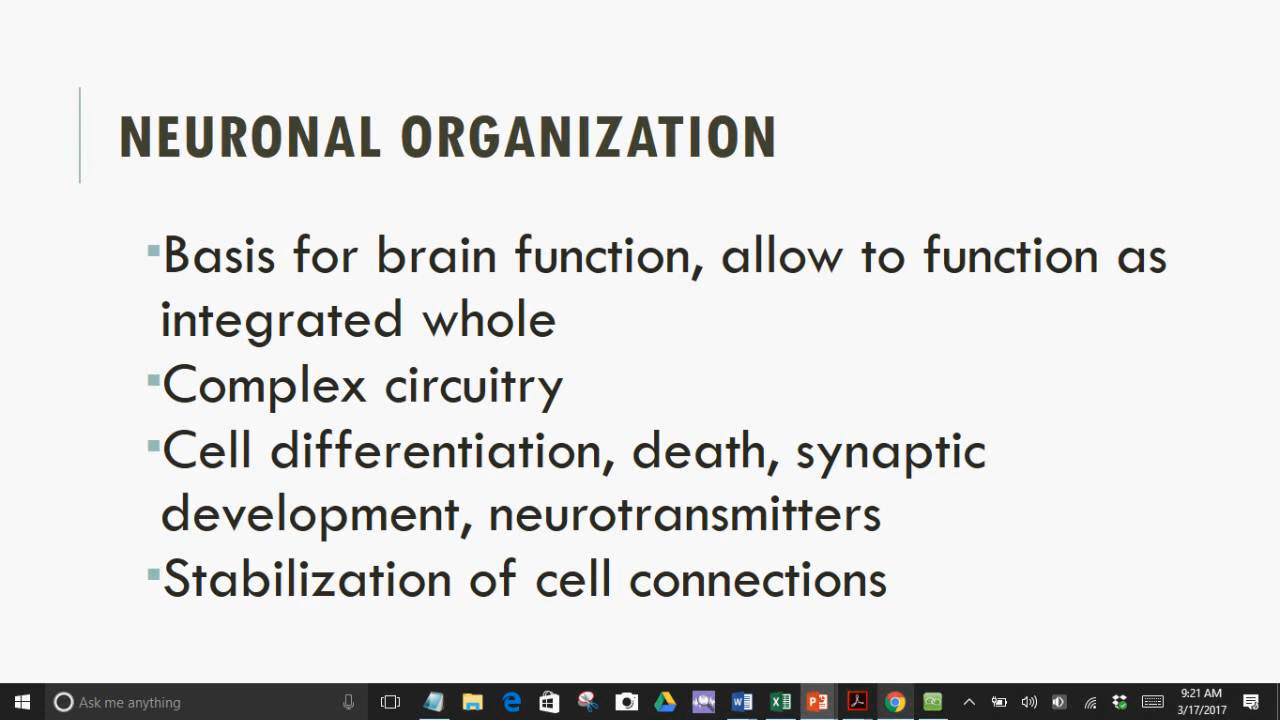 NEURONAL ORGANIZATION
▪Basis for brain function, allow to function as
integrated whole
▪Complex circuitry
▪Cell differentiation, death, synaptic
development, neurotransmitters
▪Stabilization of cell connections
Ask me anything
9:21 AM
3/17/2017